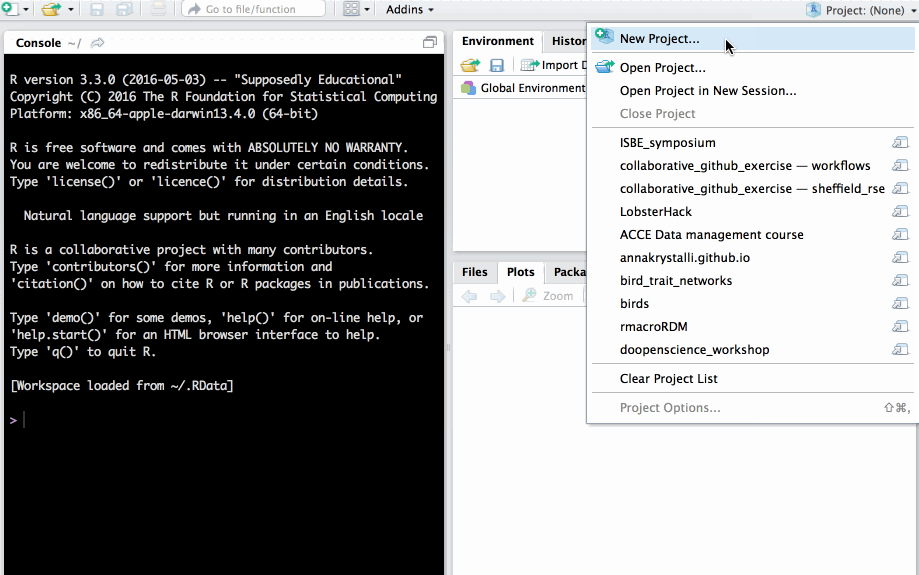 Go to file/function
Addins
Project: (None)
Console ~/
R version 3.3.0 (2016-05-03) -- "Supposedly Educational"
Copyright (C) 2016 The R Foundation for Statistical Computing
Platform: x86_64-apple-darwin13.4.0 (64-bit)
R is free software and comes with ABSOLUTELY NO WARRANTY.
You are welcome to redistribute it under certain conditions.
Type 'license()' or 'licence()' for distribution details.
Natural language support but running in an English locale
R is a collaborative project with many contributors.
Type 'contributors()' for more information and
'citation()' on how to cite R or R packages in publications.
Type 'demo()' for some demos, 'help()' for on-line help, or
'help.start()' for an HTML browser interface to help.
Type 'q()' to quit R.
[Workspace loaded from ~/.RData]
>
Environment Histor
Import D
Global Environment
Files Plots Packa
Zoom
New Project...
Open Project...
Open Project in New Session...
Close Project
ISBE_symposium
collaborative_github_exercise — workflows
collaborative_github_exercise — sheffield_rse
LobsterHack
ACCE Data management course
annakrystalli.github.io
bird_trait_networks
birds
rmacroRDM
doopenscience_workshop
Clear Project List
Project Options... ⇧⌘,